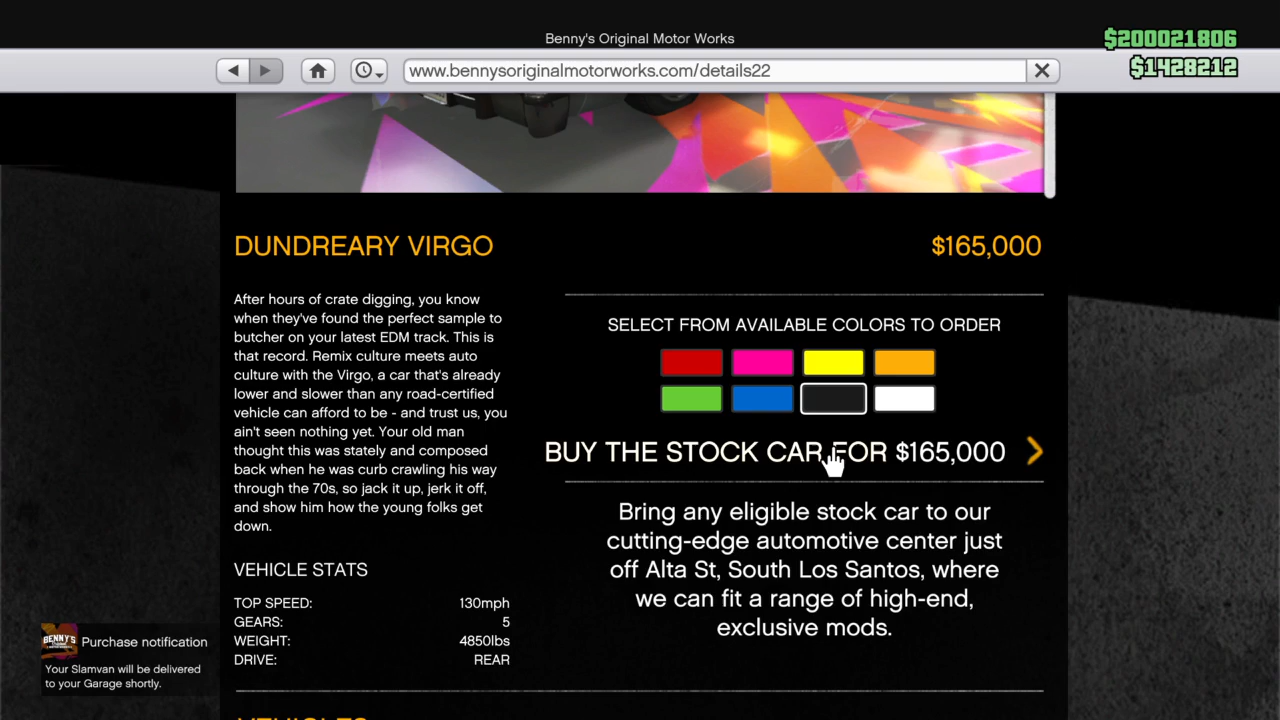 Benny's Original Motor Works
$200021806
$1428212
www.bennysoriginalmotorworks.com/details22
DUNDREARY VIRGO
$165,000
After hours of crate digging, you know
when they've found the perfect sample to
butcher on your latest EDM track. This is
that record. Remix culture meets auto
culture with the Virgo, a car that's already
lower and slower than any road-certified
vehicle can afford to be - and trust us, you
ain't seen nothing yet. Your old man
thought this was stately and composed
back when he was curb crawling his way
through the 70s, so jack it up, jerk it off,
and show him how the young folks get
down.
SELECT FROM AVAILABLE COLORS TO ORDER
BUY THE STOCK CAR FOR $165,000
Bring any eligible stock car to our
cutting-edge automotive center just
off Alta St, South Los Santos, where
we can fit a range of high-end,
exclusive mods.
VEHICLE STATS
TOP SPEED: 130mph
GEARS: 5
WEIGHT: 4850lbs
DRIVE: REAR
BENNY'S
Purchase notification
Your Slamvan will be delivered
to your Garage shortly.